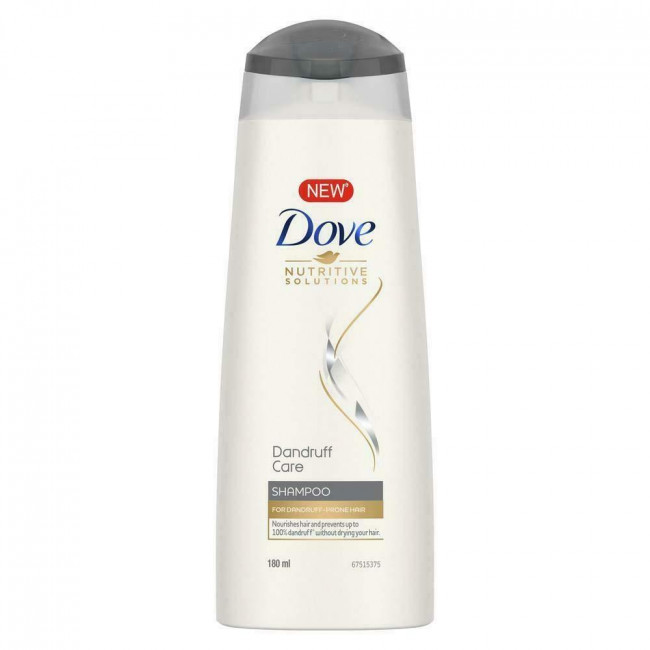 NEW*
Dove
NUTRITIVE
SOLUTIONS
Dandruff
Care
SHAMPOO
FOR DANDRUFF-PRONE HAIR
Nourishes hair and prevents up to
100% dandruff* without drying your hair.
180 ml 67515375